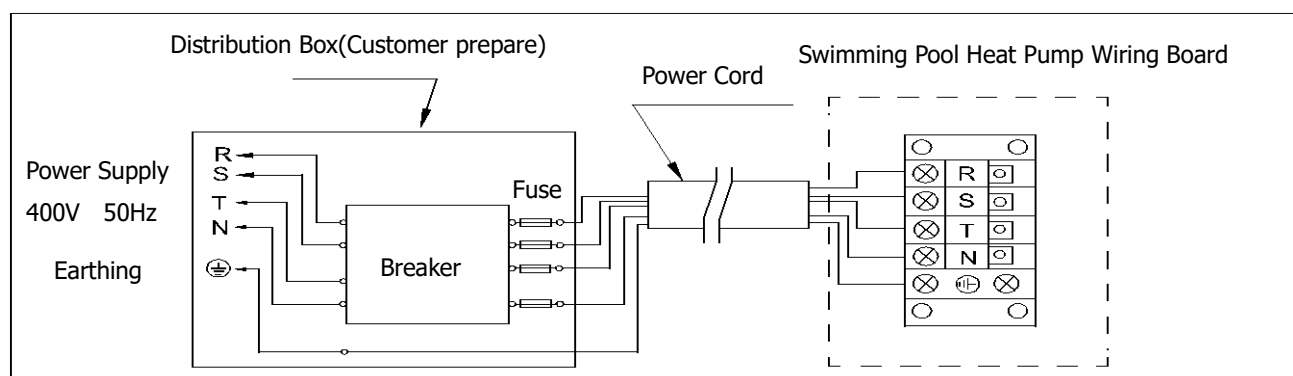 Distribution Box(Customer prepare)
Power Cord
Swimming Pool Heat Pump Wiring Board
Power Supply
400V 50Hz
Earthing
R
S
T
N
Fuse
Breaker
R
S
T
N